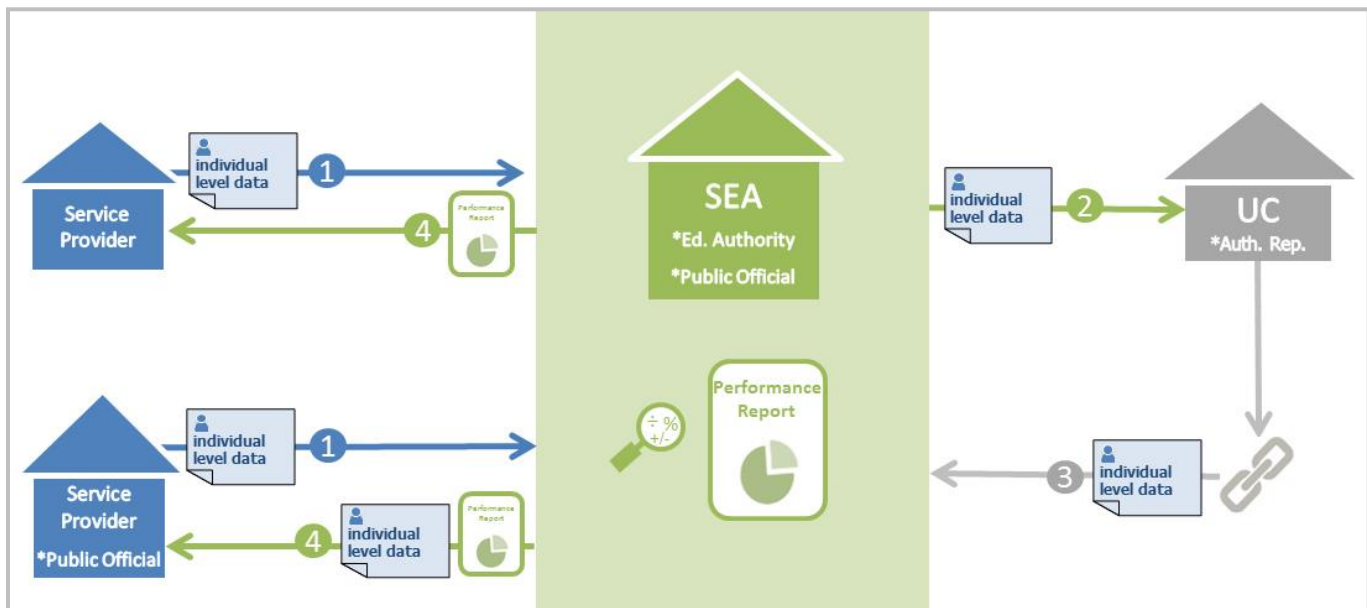 individual
level data
1
Service
Provider
4
Performance
Report
SEA
*Ed. Authority
*Public Official
individual
level data
2
UC
*Auth. Rep.
individual
level data
1
Service
Provider
*Public Official
4
individual
level data
Performance
Report
÷ %
+/-
Performance
Report
3
individual
level data